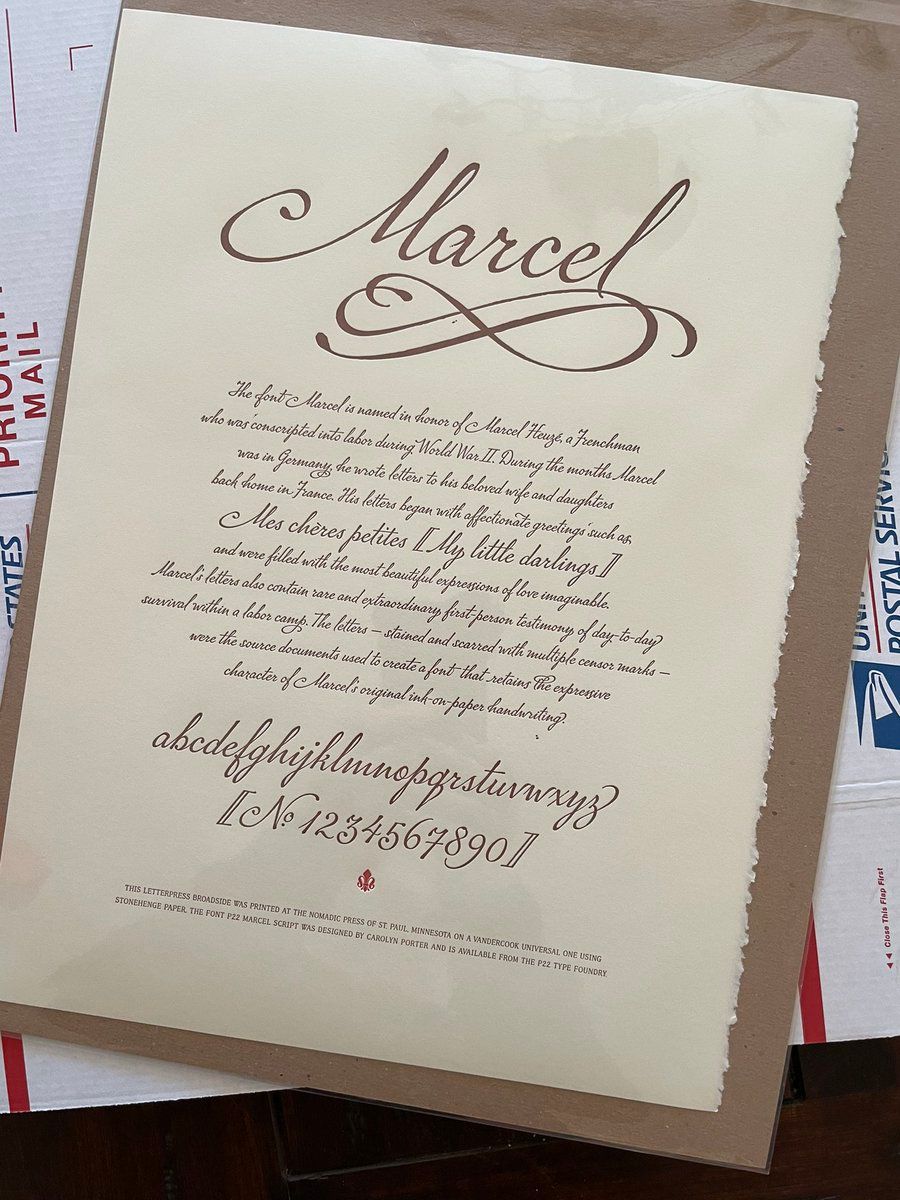 Marcel
The font Marcel is named in honor of Marcel Heuzé, a Frenchman
who was conscripted into labor during World War II. During the months Marcel
was in Germany, he wrote letters to his beloved wife and daughters
back home in France. His letters began with affectionate greetings such as,
Mes chères petites [My little darlings]
and were filled with the most beautiful expressions of love imaginable.
Marcel's letters also contain rare and extraordinary first-person testimony of day-to-day
survival within a labor camp. The letters – stained and scarred with multiple censor marks –
were the source documents used to create a font that retains the expressive
character of Marcel's original ink-on-paper handwriting.
abcdefghijklmnopqrstuvwxyz
[No 1234567890]
THIS LETTERPRESS BROADSIDE WAS PRINTED AT THE NOMADIC PRESS OF ST. PAUL, MINNESOTA ON A VANDERCOOK UNIVERSAL ONE USING
STONEHENGE PAPER. THE FONT P22 MARCEL SCRIPT WAS DESIGNED BY CAROLYN PORTER AND IS AVAILABLE FROM THE P22 TYPE FOUNDRY.
PRIORITY
MAIL
STATES
POSTAL SERVIC
Close This Flap First